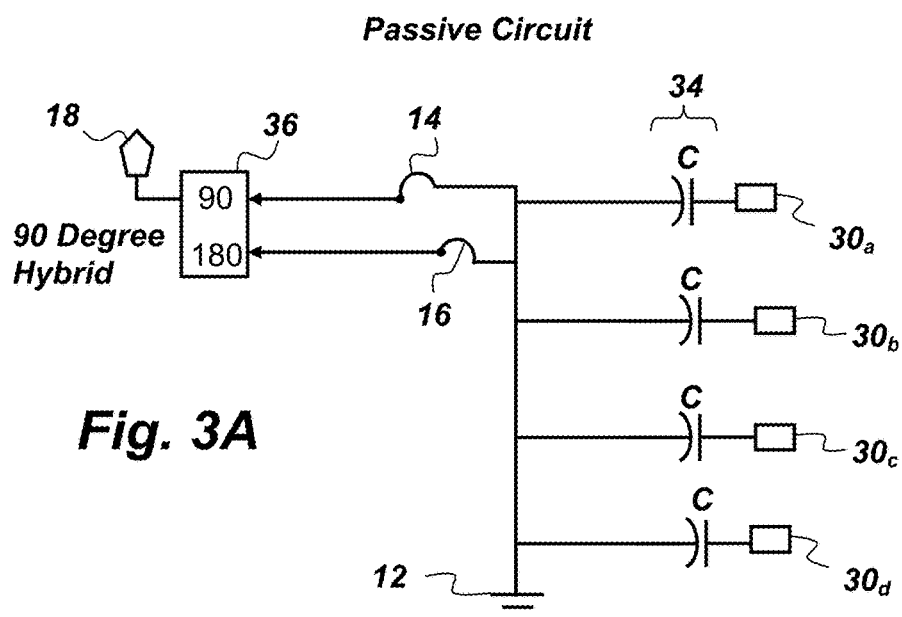 Passive Circuit
34
18
36
14
C
90
90 Degree
Hybrid
180
30a
16
C
30b
Fig. 3A
C
30c
C
12
30d